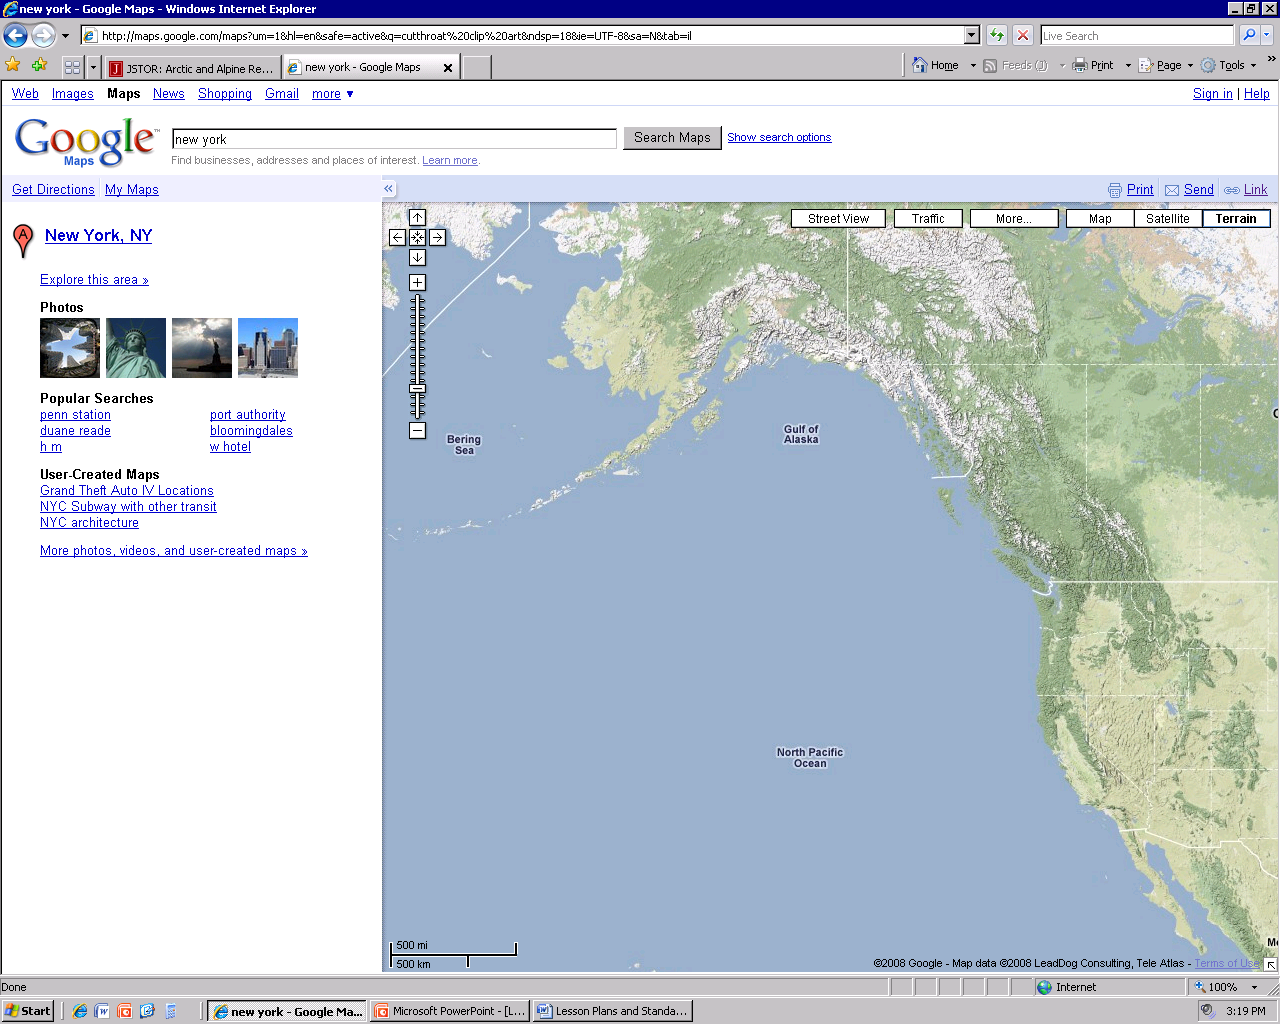 new york - Google Maps - Windows Internet Explorer
http://maps.google.com/maps?um=1&hl=en&safe=active&q=cutthroat%20clip%20art&ndsp=18&ie=UTF-8&sa=N&tab=il
Live Search
JSTOR: Arctic and Alpine Re...
new york - Google Maps
Home
Feeds (J)
Print
Page
Tools
Web Images Maps News Shopping Gmail more ▼
Sign in | Help
Google Maps
™
new york
Search Maps
Show search options
Find businesses, addresses and places of interest. Learn more.
Get Directions My Maps
«
Print Send Link
Street View Traffic More... Map Satellite Terrain
A
New York, NY
Explore this area »
Photos
Popular Searches
penn station port authority
duane reade bloomingdales
h m w hotel
User-Created Maps
Grand Theft Auto IV Locations
NYC Subway with other transit
NYC architecture
More photos, videos, and user-created maps »
Bering
Sea
Gulf of
Alaska
North Pacific
Ocean
500 mi
500 km
©2008 Google - Map data ©2008 LeadDog Consulting, Tele Atlas - Terms of Use
Done
Internet
100%
Start
new york - Google Ma...
Microsoft PowerPoint - [L...
Lesson Plans and Standa...
3:19 PM